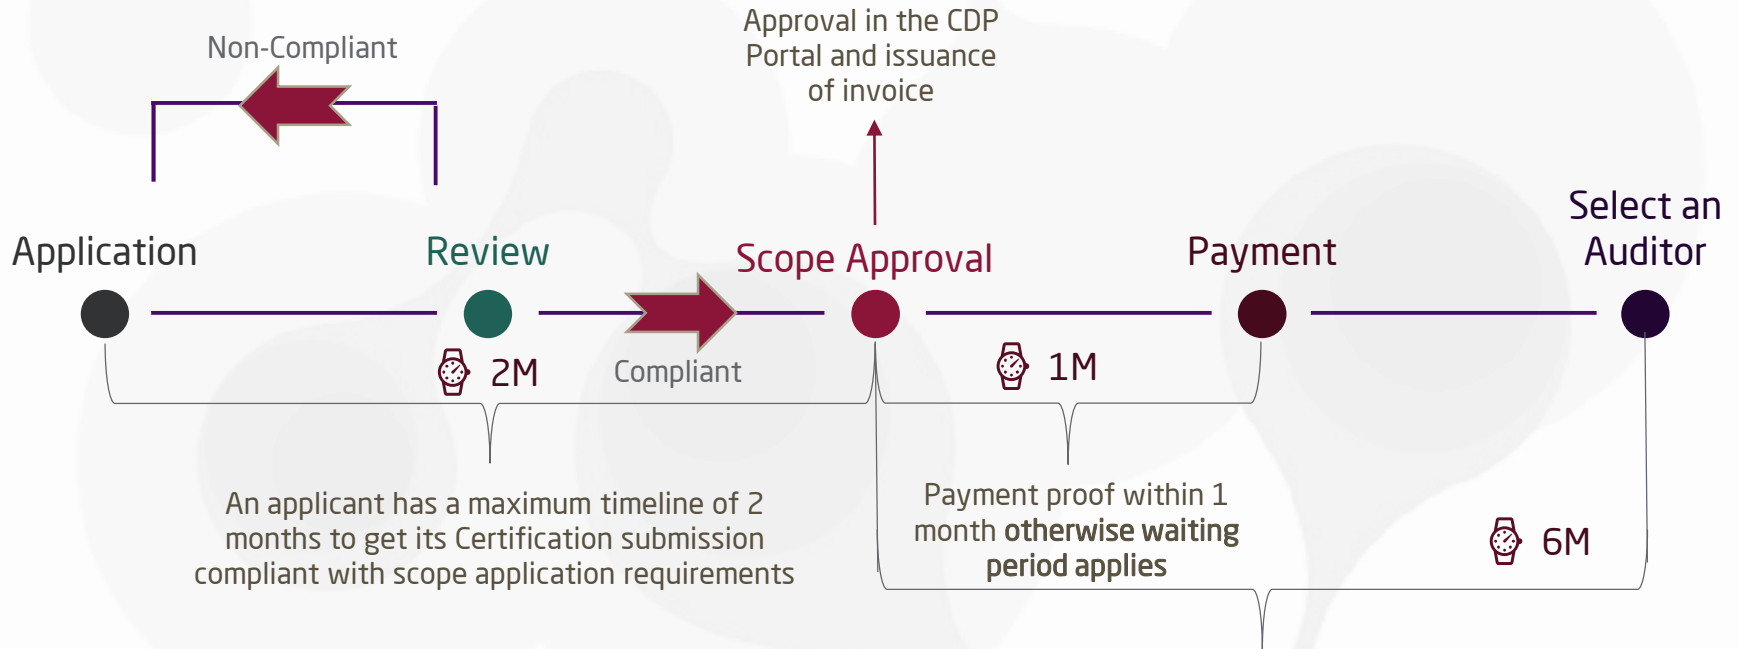 Non-Compliant
Approval in the CDP
Portal and issuance
of invoice
Application
Review
Scope Approval
Payment
Select an
Auditor
2M
Compliant
1M
An applicant has a maximum timeline of 2
months to get its Certification submission
compliant with scope application requirements
Payment proof within 1
month otherwise waiting
period applies
6M